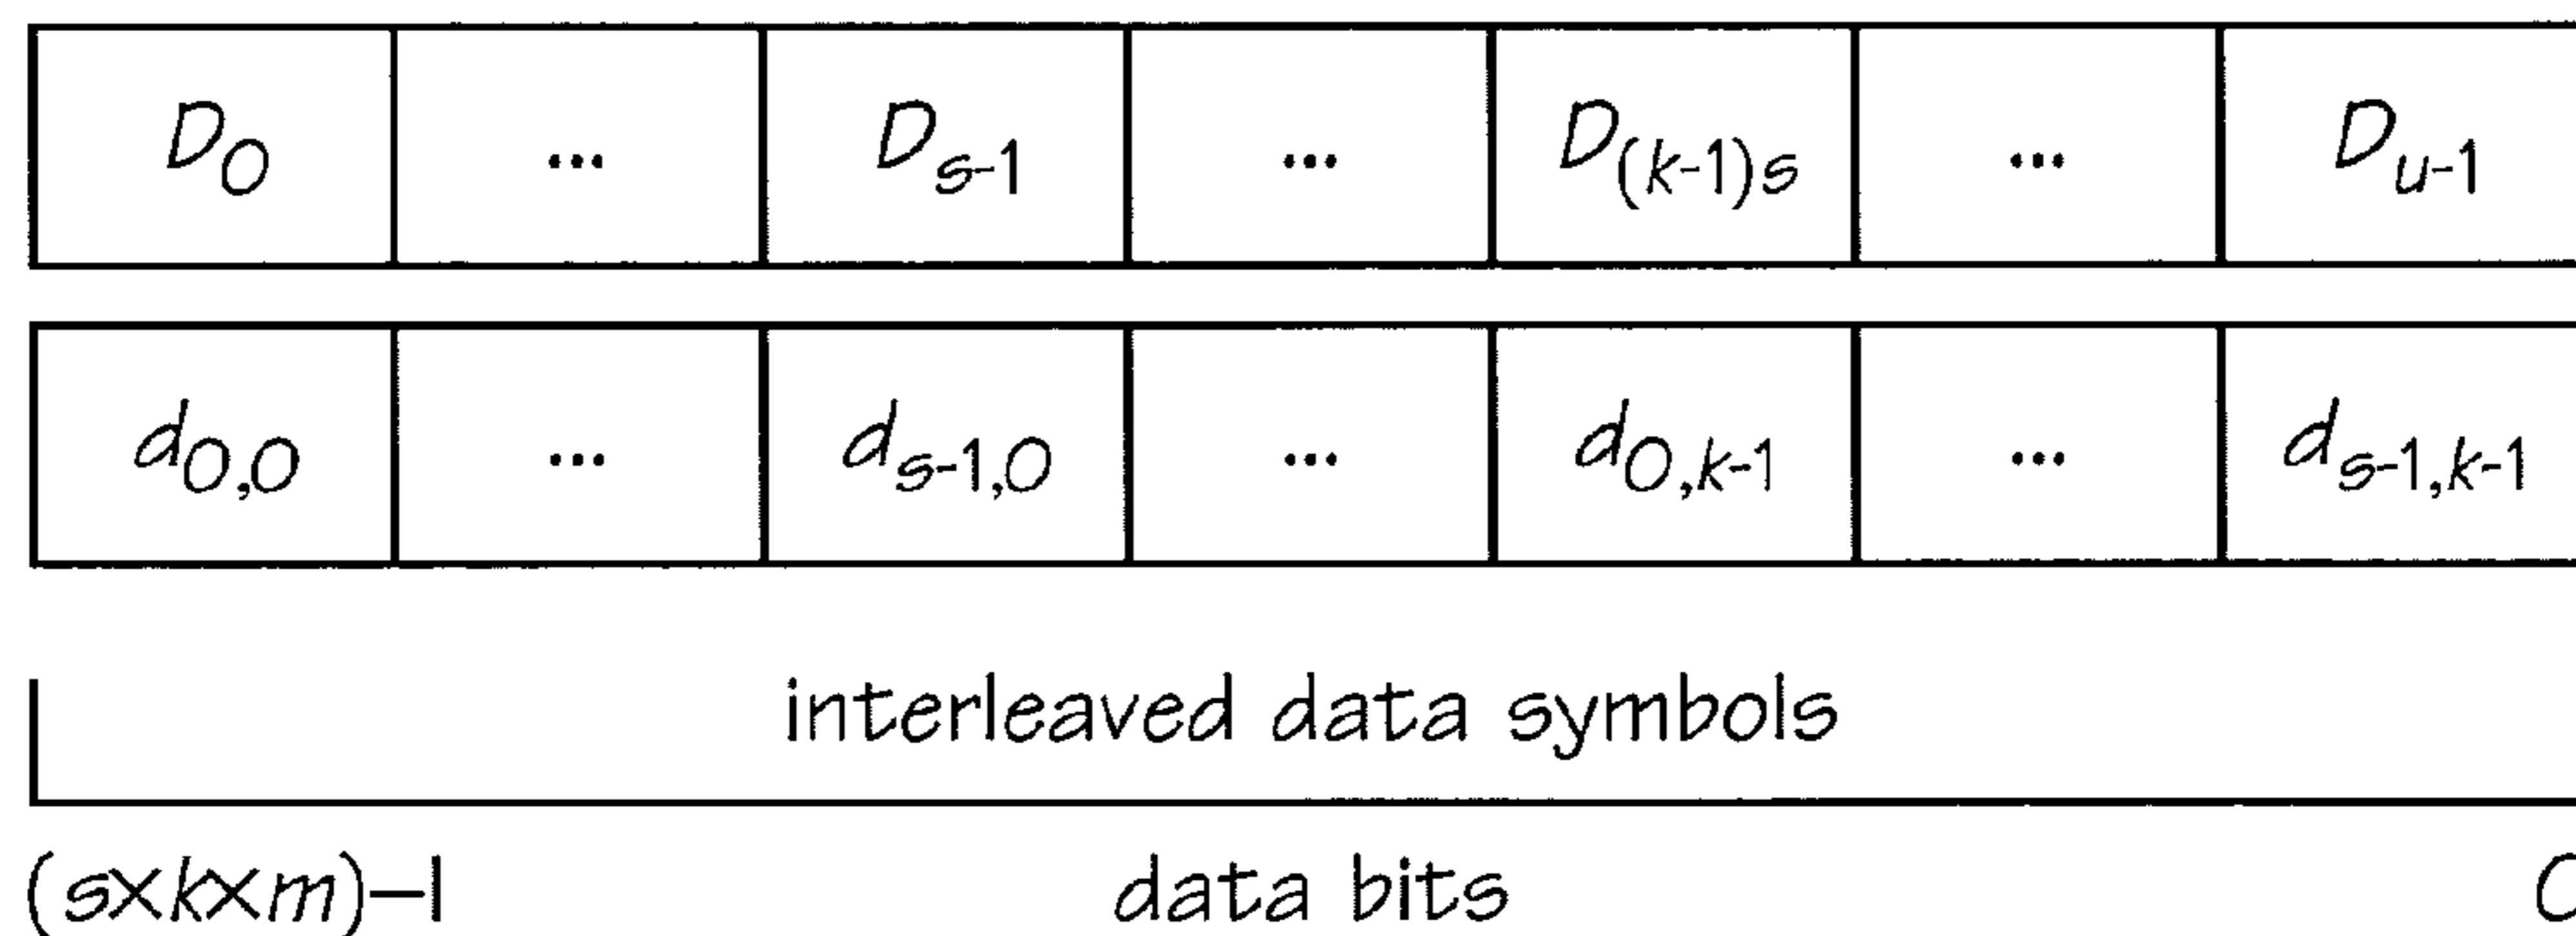 D₀ ... Dₛ₋₁ ... D₍ₖ₋₁₎ₛ ... Dᵤ₋₁
d₀,₀ ... dₛ₋₁,₀ ... d₀,ₖ₋₁ ... dₛ₋₁,ₖ₋₁
interleaved data symbols
(s×k×m)–1 data bits